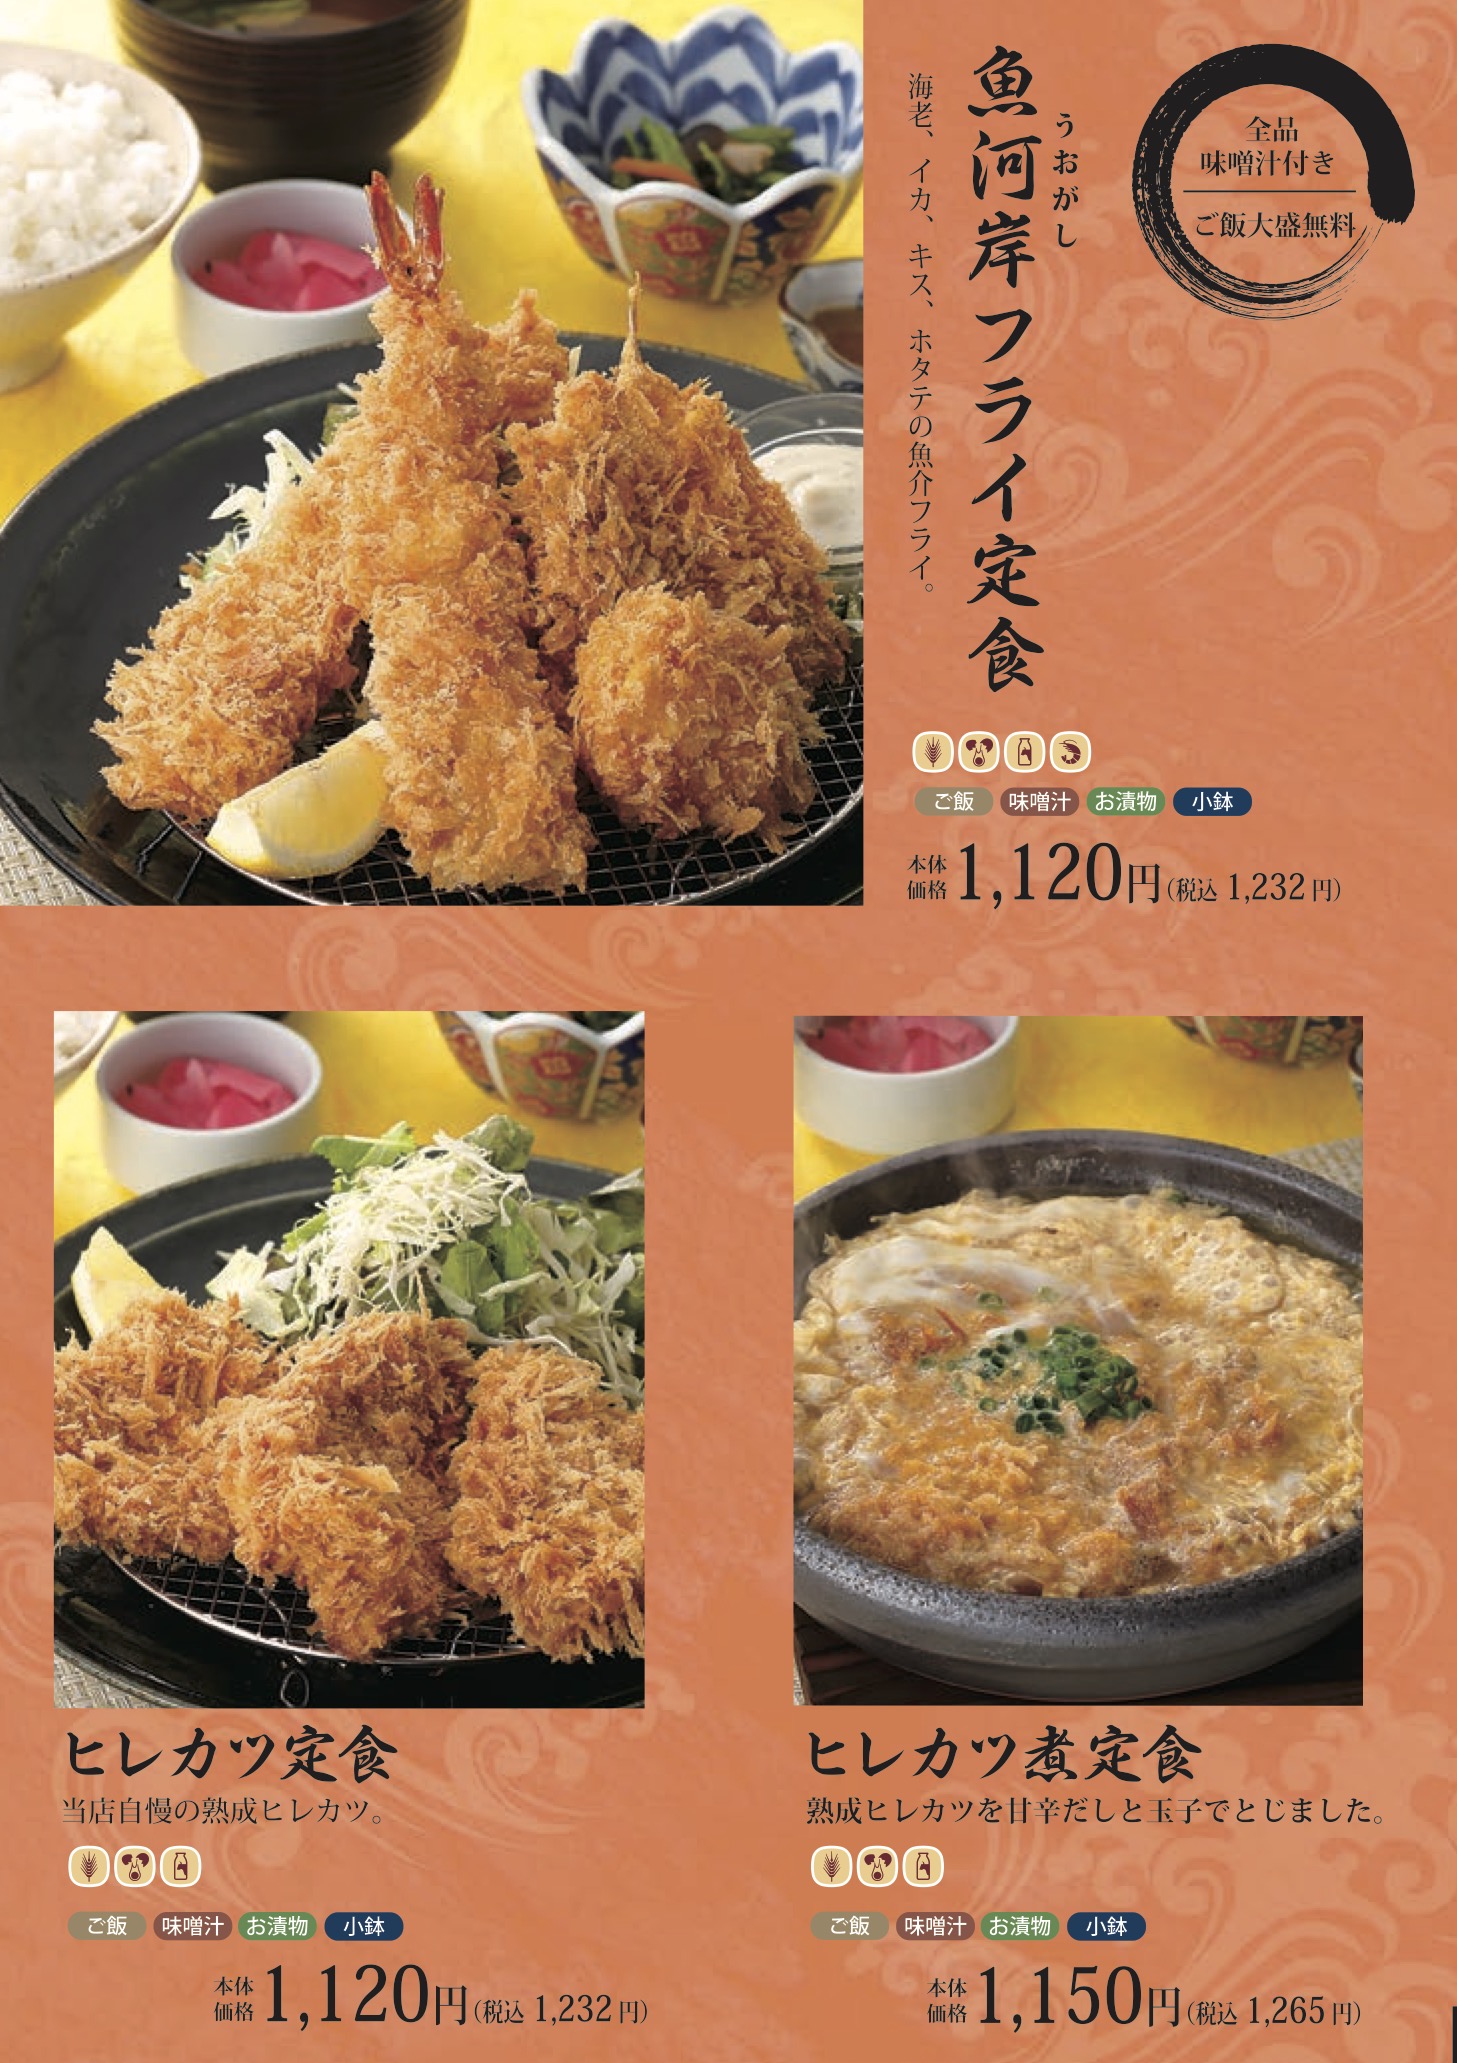 全品
味噌汁付き
ご飯大盛無料
うおがし
魚河岸フライ定食
海老、イカ、キス、ホタテの魚介フライ。
ご飯 味噌汁 お漬物 小鉢
本体価格 1,120円(税込 1,232円)
ヒレカツ定食
当店自慢の熟成ヒレカツ。
ご飯 味噌汁 お漬物 小鉢
本体価格 1,120円(税込 1,232円)
ヒレカツ煮定食
熟成ヒレカツを甘辛だしと玉子でとじました。
ご飯 味噌汁 お漬物 小鉢
本体価格 1,150円(税込 1,265円)